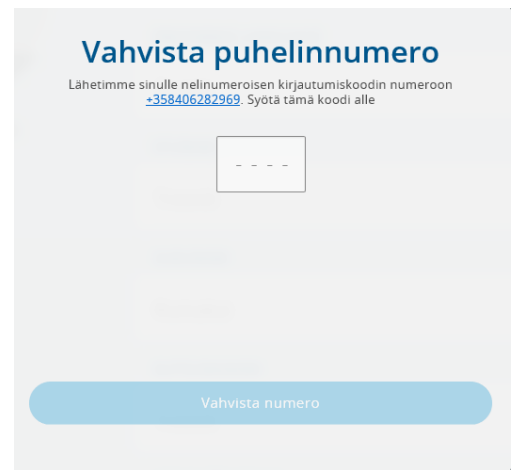 Vahvista puhelinnumero
Lähetimme sinulle nelinumeroisen kirjautumiskoodin numeroon
+358406282969. Syötä tämä koodi alle
– – – –
Vahvista numero